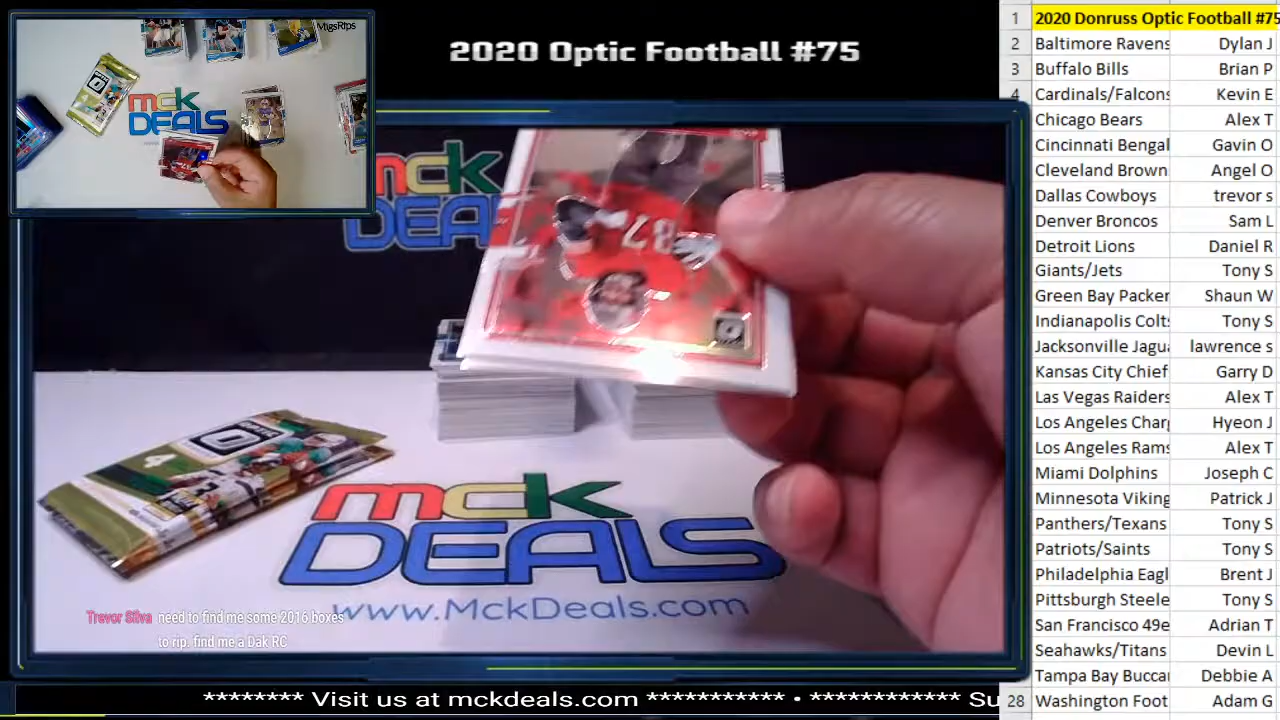 MigsRips
2020 Optic Football #75
mck
DEALS
mck
DEA
87
4
OPTIC
mck
DEALS
www.MckDeals.com
Trevor Silva need to find me some 2016 boxes
to rip. find me a Dak RC
******** Visit us at mckdeals.com *********** • ************ Su
1 2020 Donruss Optic Football #75
2 Baltimore Ravens Dylan J
3 Buffalo Bills Brian P
4 Cardinals/Falcons Kevin E
Chicago Bears Alex T
Cincinnati Bengal Gavin O
Cleveland Brown Angel O
Dallas Cowboys trevor s
Denver Broncos Sam L
Detroit Lions Daniel R
Giants/Jets Tony S
Green Bay Packer Shaun W
Indianapolis Colts Tony S
Jacksonville Jagua lawrence s
Kansas City Chief Garry D
Las Vegas Raiders Alex T
Los Angeles Charg Hyeon J
Los Angeles Rams Alex T
Miami Dolphins Joseph C
Minnesota Viking Patrick J
Panthers/Texans Tony S
Patriots/Saints Tony S
Philadelphia Eagl Brent J
Pittsburgh Steele Tony S
San Francisco 49e Adrian T
Seahawks/Titans Devin L
Tampa Bay Buccan Debbie A
28 Washington Foot Adam G